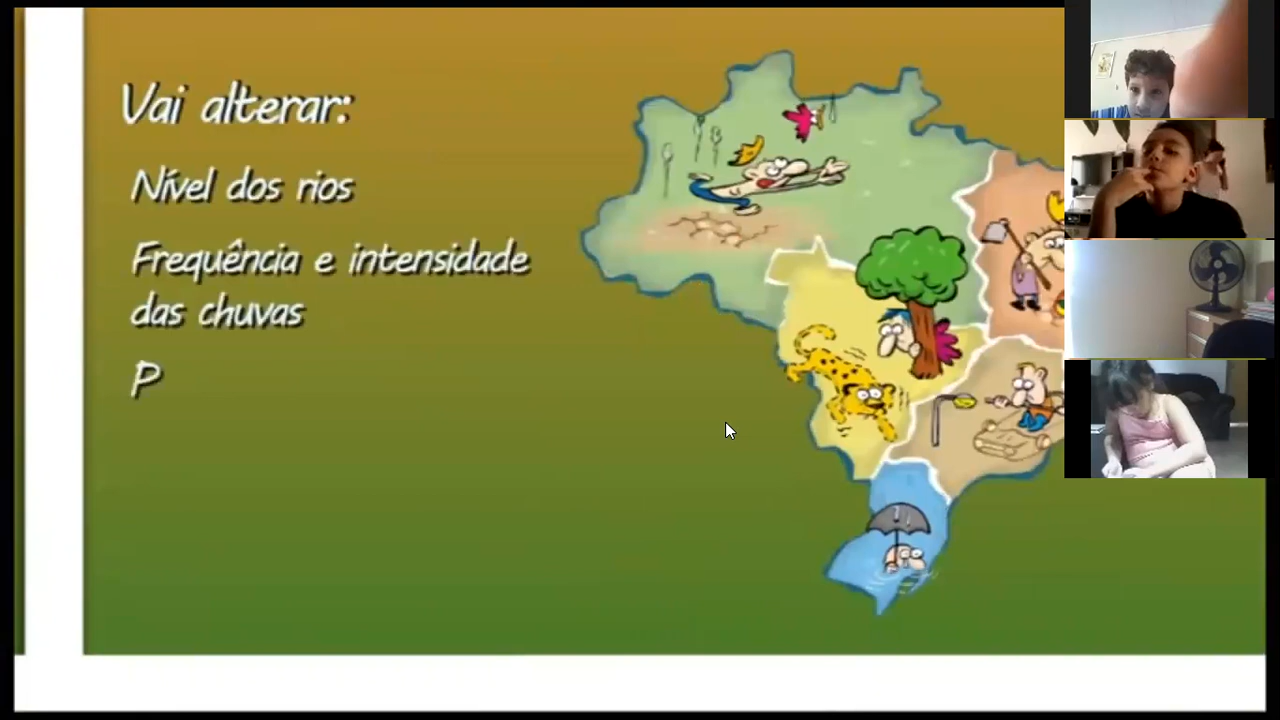 Vai alterar:
Nível dos rios
Frequência e intensidade
das chuvas
P